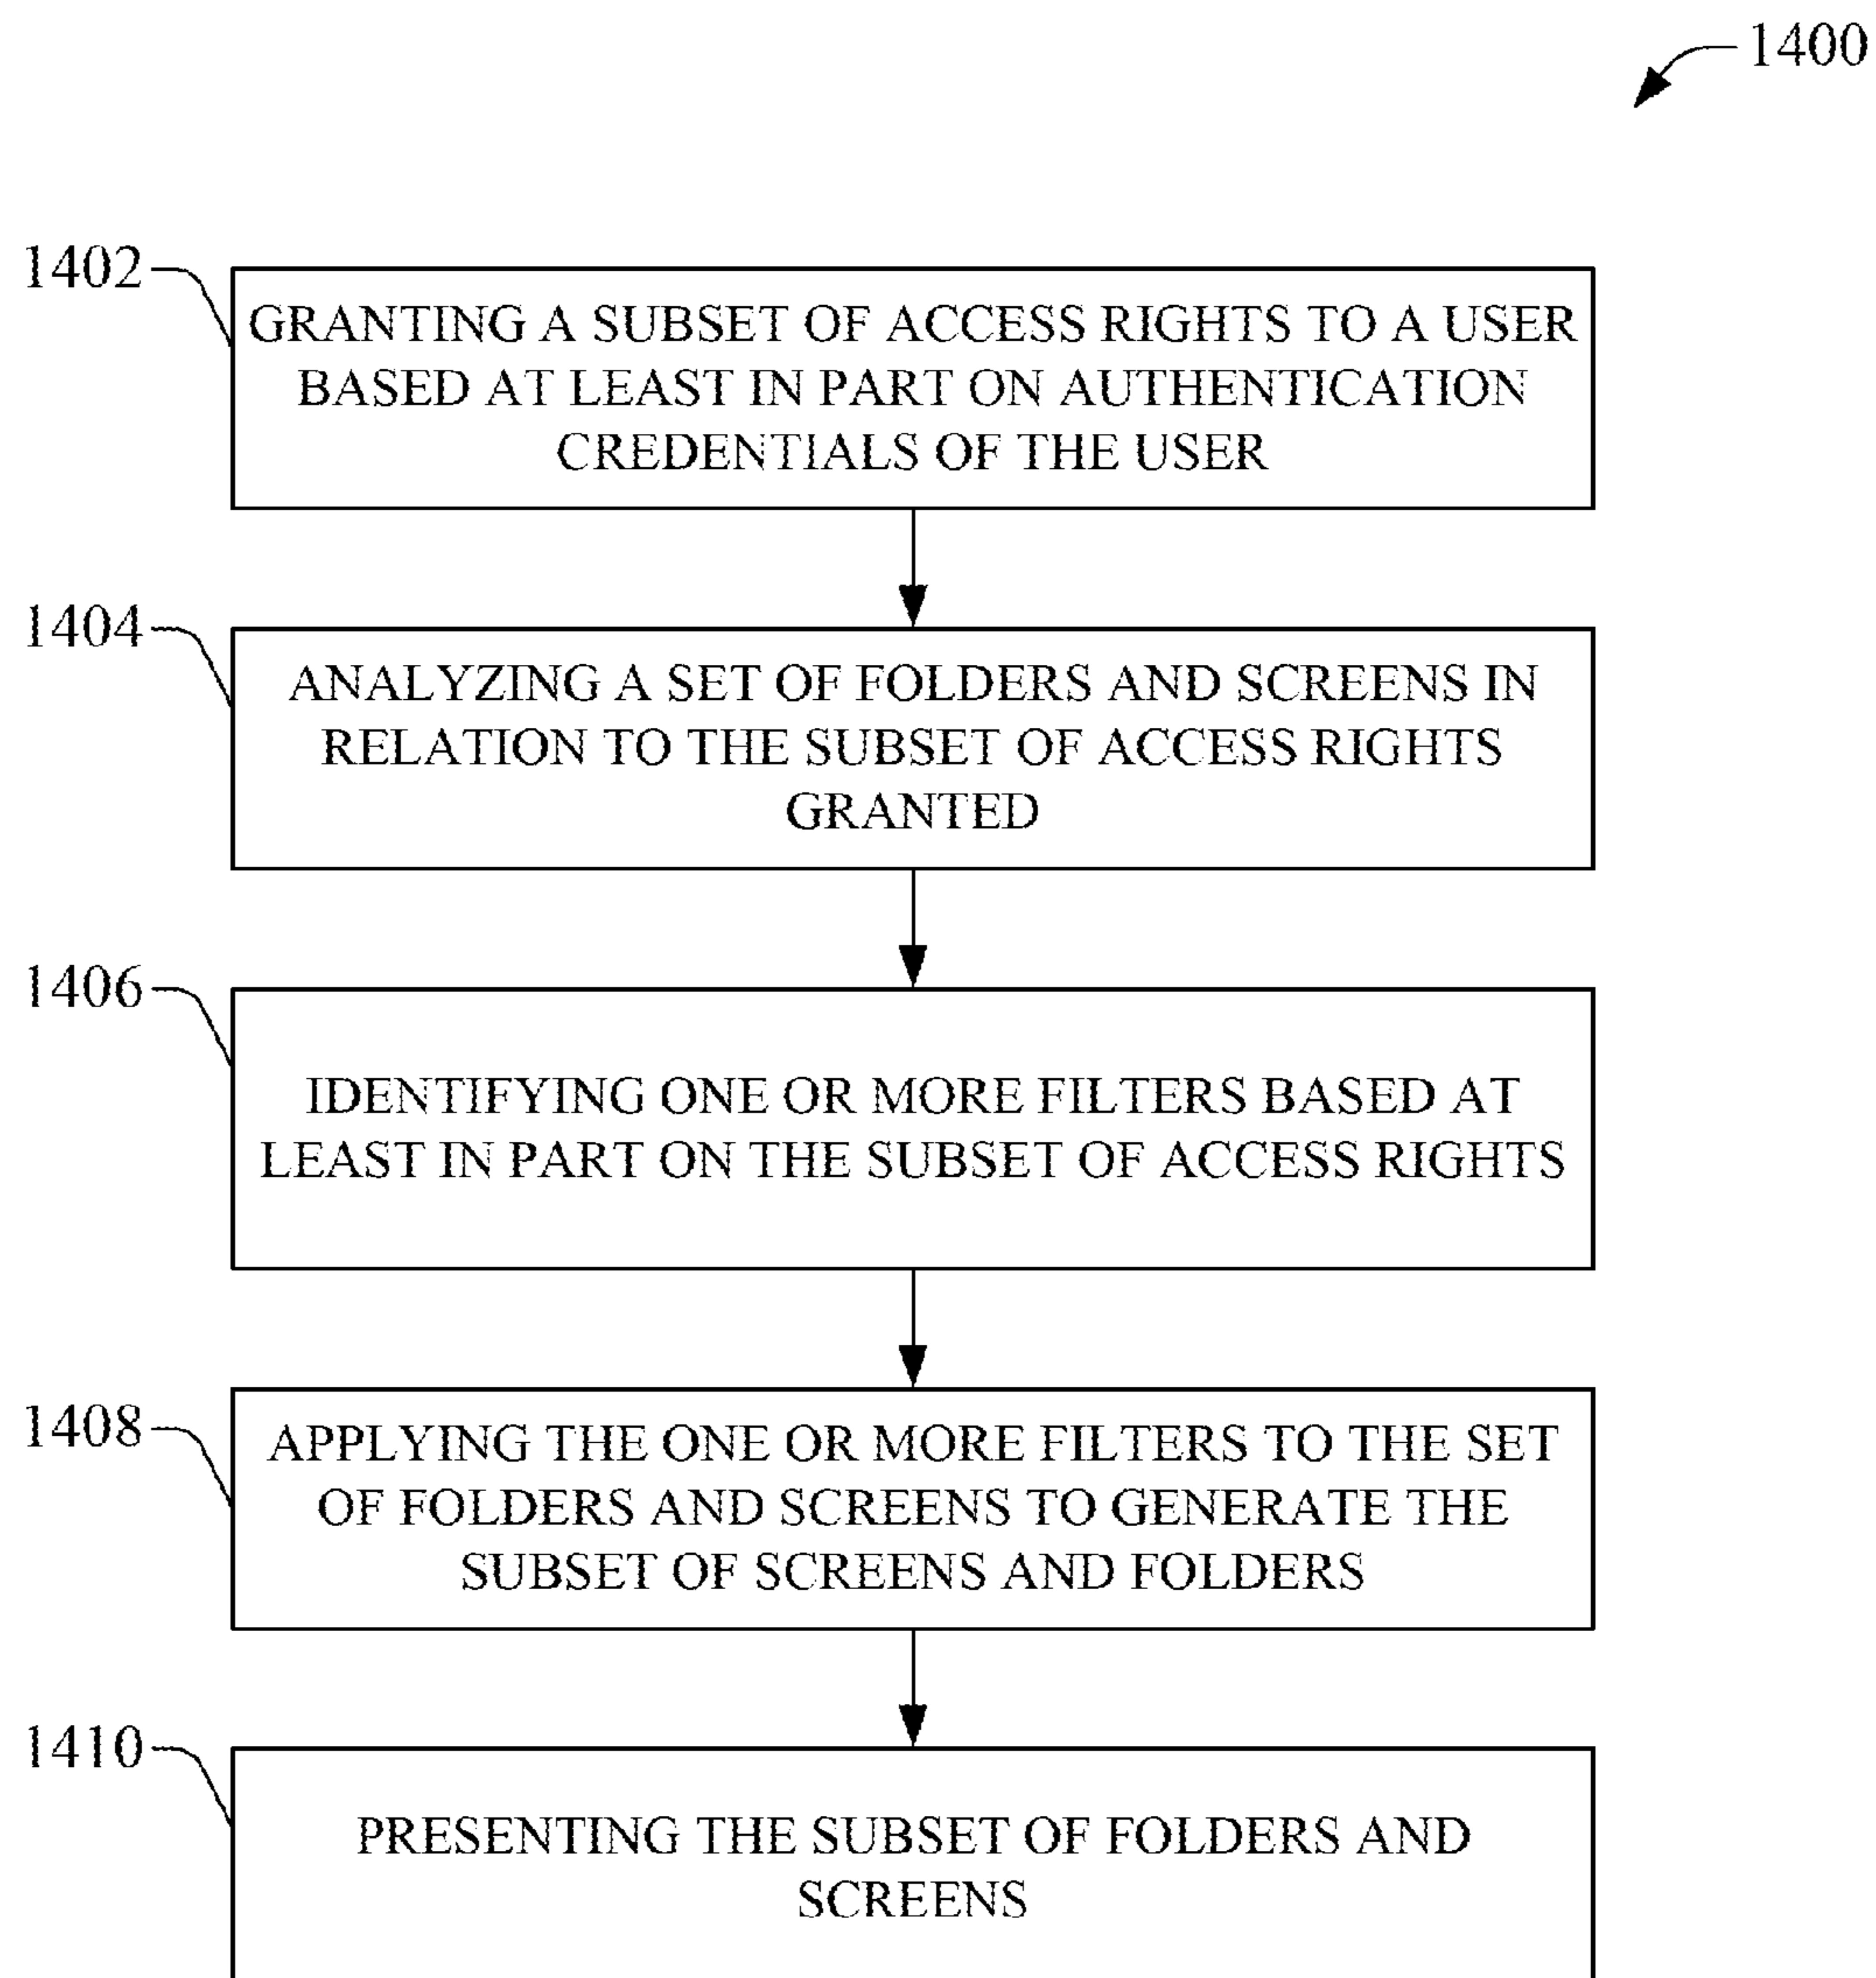 1400
1402
GRANTING A SUBSET OF ACCESS RIGHTS TO A USER
BASED AT LEAST IN PART ON AUTHENTICATION
CREDENTIALS OF THE USER
1404
ANALYZING A SET OF FOLDERS AND SCREENS IN
RELATION TO THE SUBSET OF ACCESS RIGHTS
GRANTED
1406
IDENTIFYING ONE OR MORE FILTERS BASED AT
LEAST IN PART ON THE SUBSET OF ACCESS RIGHTS
1408
APPLYING THE ONE OR MORE FILTERS TO THE SET
OF FOLDERS AND SCREENS TO GENERATE THE
SUBSET OF SCREENS AND FOLDERS
1410
PRESENTING THE SUBSET OF FOLDERS AND
SCREENS